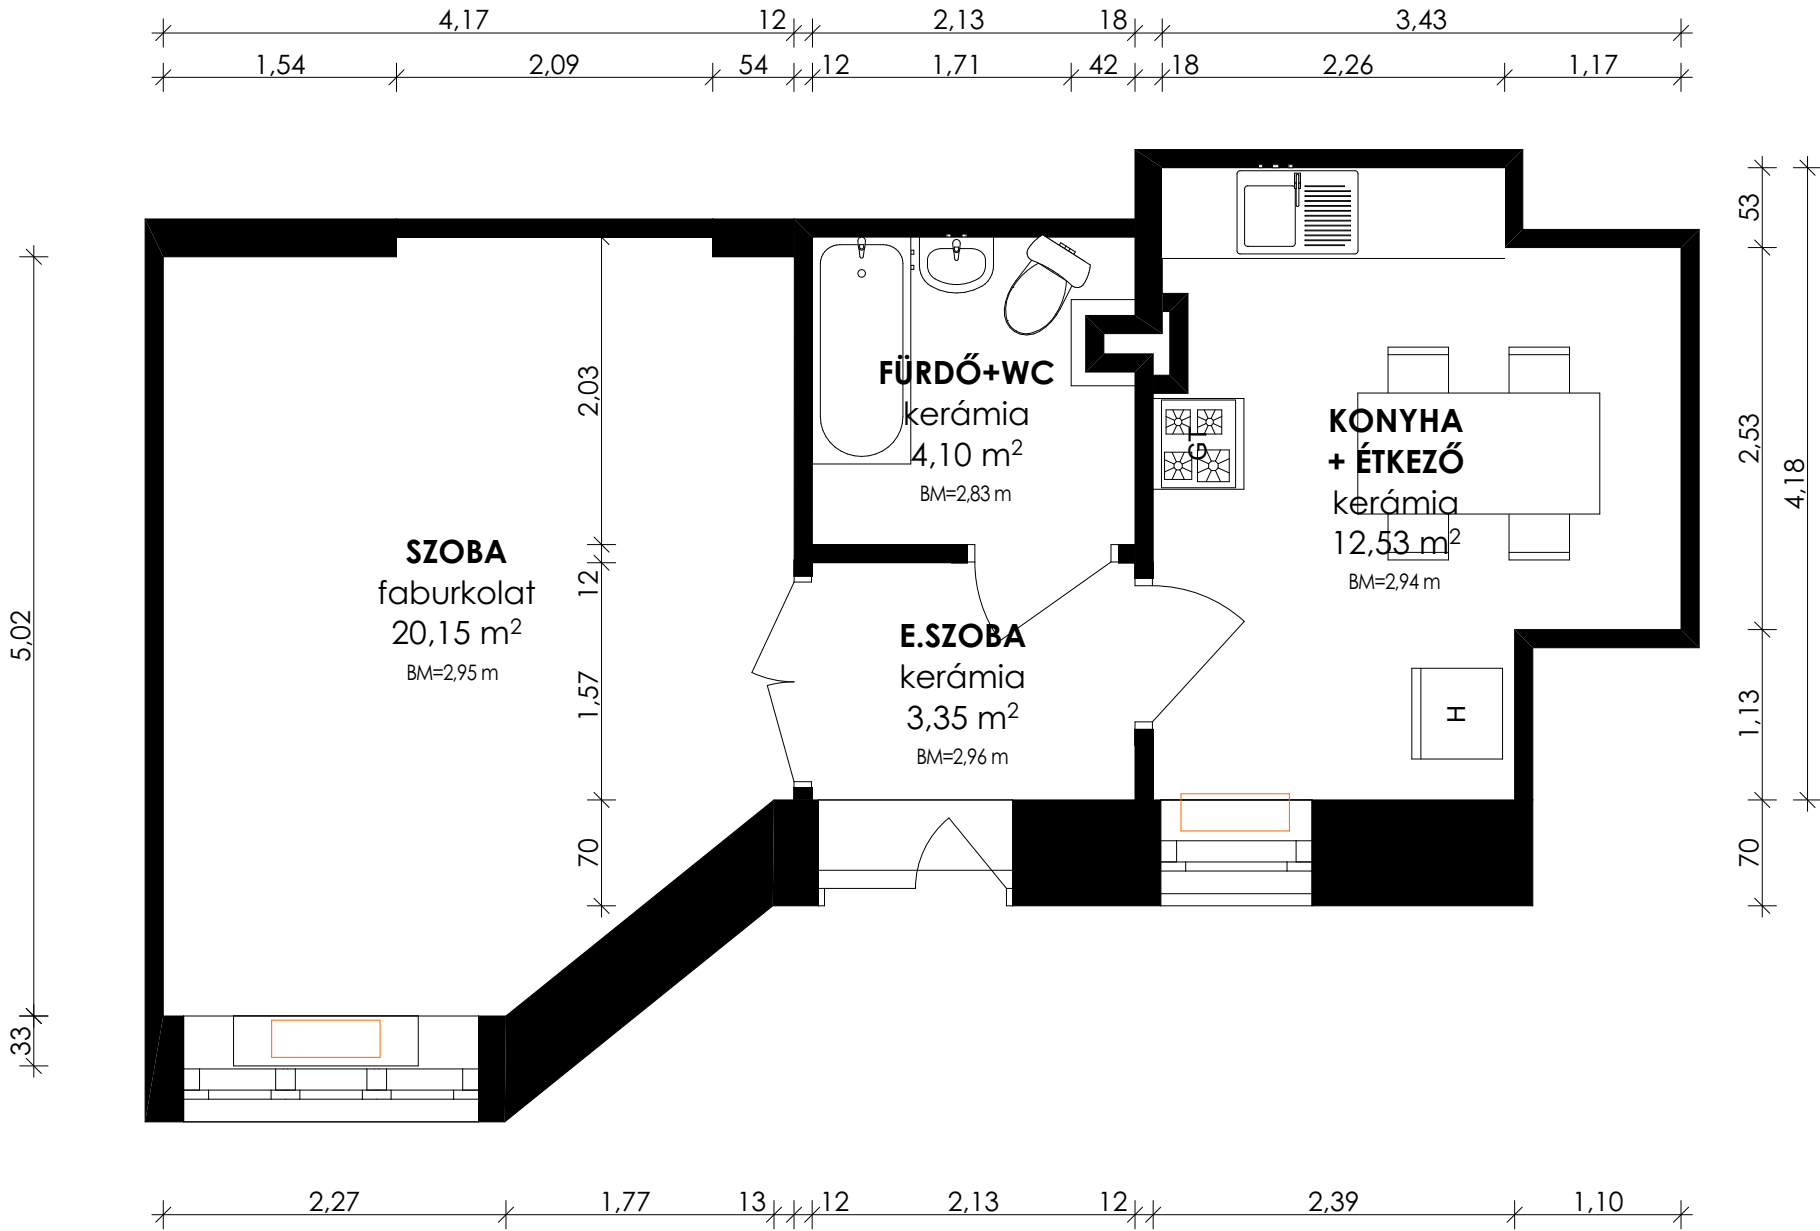 4,17 12 2,13 18 3,43
1,54 2,09 54 12 1,71 42 18 2,26 1,17
53
2,53
4,18
1,13
70
5,02
33
2,03
12
1,57
70
FÜRDŐ+WC
kerámia
4,10 m²
BM=2,83 m
GT
KONYHA
+ ÉTKEZŐ
kerámia
12,53 m²
BM=2,94 m
SZOBA
faburkolat
20,15 m²
BM=2,95 m
E.SZOBA
kerámia
3,35 m²
BM=2,96 m
H
2,27 1,77 13 12 2,13 12 2,39 1,10